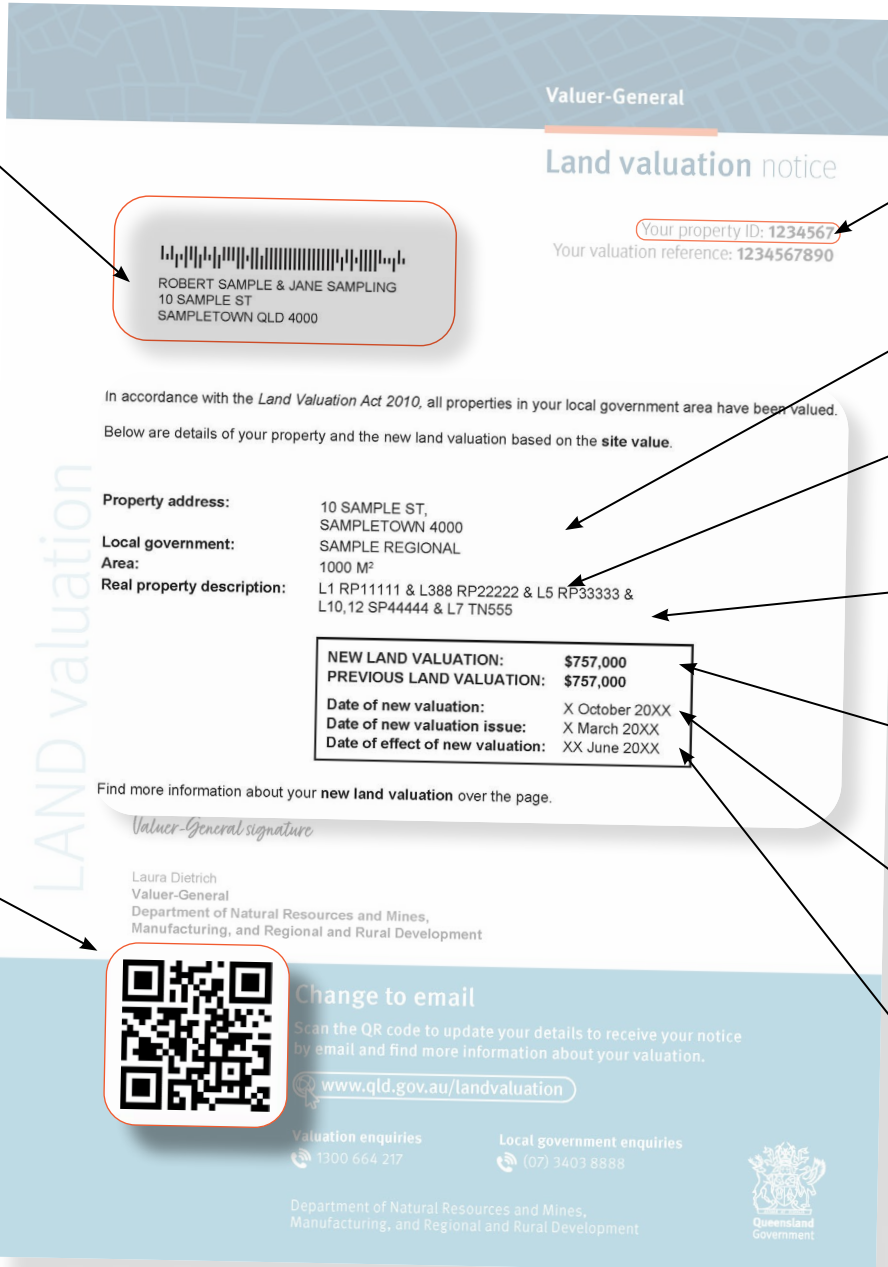 Valuer-General
Land valuation notice
Your property ID: 1234567
Your valuation reference: 1234567890
ROBERT SAMPLE & JANE SAMPLING
10 SAMPLE ST
SAMPLETOWN QLD 4000
In accordance with the Land Valuation Act 2010, all properties in your local government area have been valued.
Below are details of your property and the new land valuation based on the site value.
LAND valuation
Property address: 10 SAMPLE ST,
SAMPLETOWN 4000
Local government: SAMPLE REGIONAL
Area: 1000 M²
Real property description: L1 RP11111 & L388 RP22222 & L5 RP33333 &
L10,12 SP44444 & L7 TN555
NEW LAND VALUATION: $757,000
PREVIOUS LAND VALUATION: $757,000
Date of new valuation: X October 20XX
Date of new valuation issue: X March 20XX
Date of effect of new valuation: XX June 20XX
Find more information about your new land valuation over the page.
Valuer-General signature
Laura Dietrich
Valuer-General
Department of Natural Resources and Mines,
Manufacturing, and Regional and Rural Development
Change to email
Scan the QR code to update your details to receive your notice
by email and find more information about your valuation.
www.qld.gov.au/landvaluation
Valuation enquiries
1300 664 217
Local government enquiries
(07) 3403 8888
Department of Natural Resources and Mines,
Manufacturing, and Regional and Rural Development
Queensland
Government